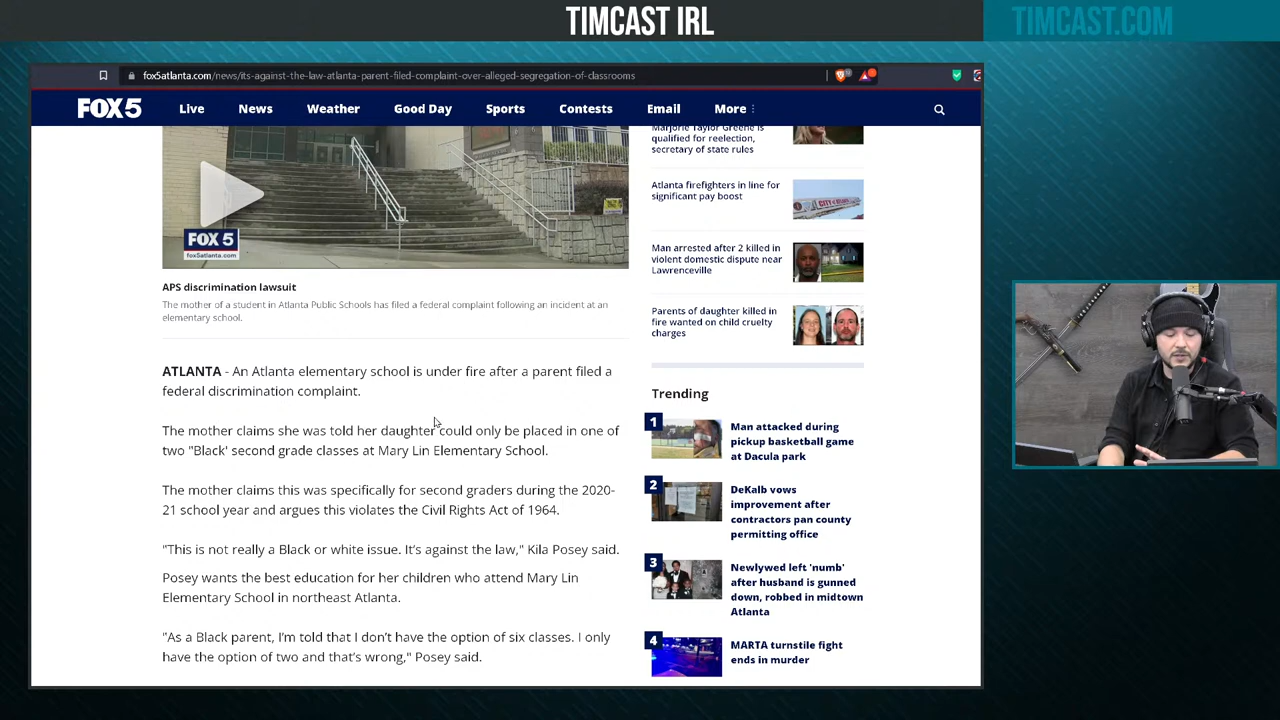 TIMCAST IRL
TIMCAST.COM
fox5atlanta.com/news/its-against-the-law-atlanta-parent-filed-complaint-over-alleged-segregation-of-classrooms
FOX 5 Live News Weather Good Day Sports Contests Email More
FOX 5
fox5atlanta.com
APS discrimination lawsuit
The mother of a student in Atlanta Public Schools has filed a federal complaint following an incident at an
elementary school.
ATLANTA - An Atlanta elementary school is under fire after a parent filed a
federal discrimination complaint.
The mother claims she was told her daughter could only be placed in one of
two "Black' second grade classes at Mary Lin Elementary School.
The mother claims this was specifically for second graders during the 2020-
21 school year and argues this violates the Civil Rights Act of 1964.
"This is not really a Black or white issue. It's against the law," Kila Posey said.
Posey wants the best education for her children who attend Mary Lin
Elementary School in northeast Atlanta.
"As a Black parent, I'm told that I don't have the option of six classes. I only
have the option of two and that's wrong," Posey said.
Marjorie Taylor Greene is
qualified for reelection,
secretary of state rules
Atlanta firefighters in line for
significant pay boost
Man arrested after 2 killed in
violent domestic dispute near
Lawrenceville
Parents of daughter killed in
fire wanted on child cruelty
charges
Trending
1
Man attacked during
pickup basketball game
at Dacula park
2
DeKalb vows
improvement after
contractors pan county
permitting office
3
Newlywed left 'numb'
after husband is gunned
down, robbed in midtown
Atlanta
4
MARTA turnstile fight
ends in murder